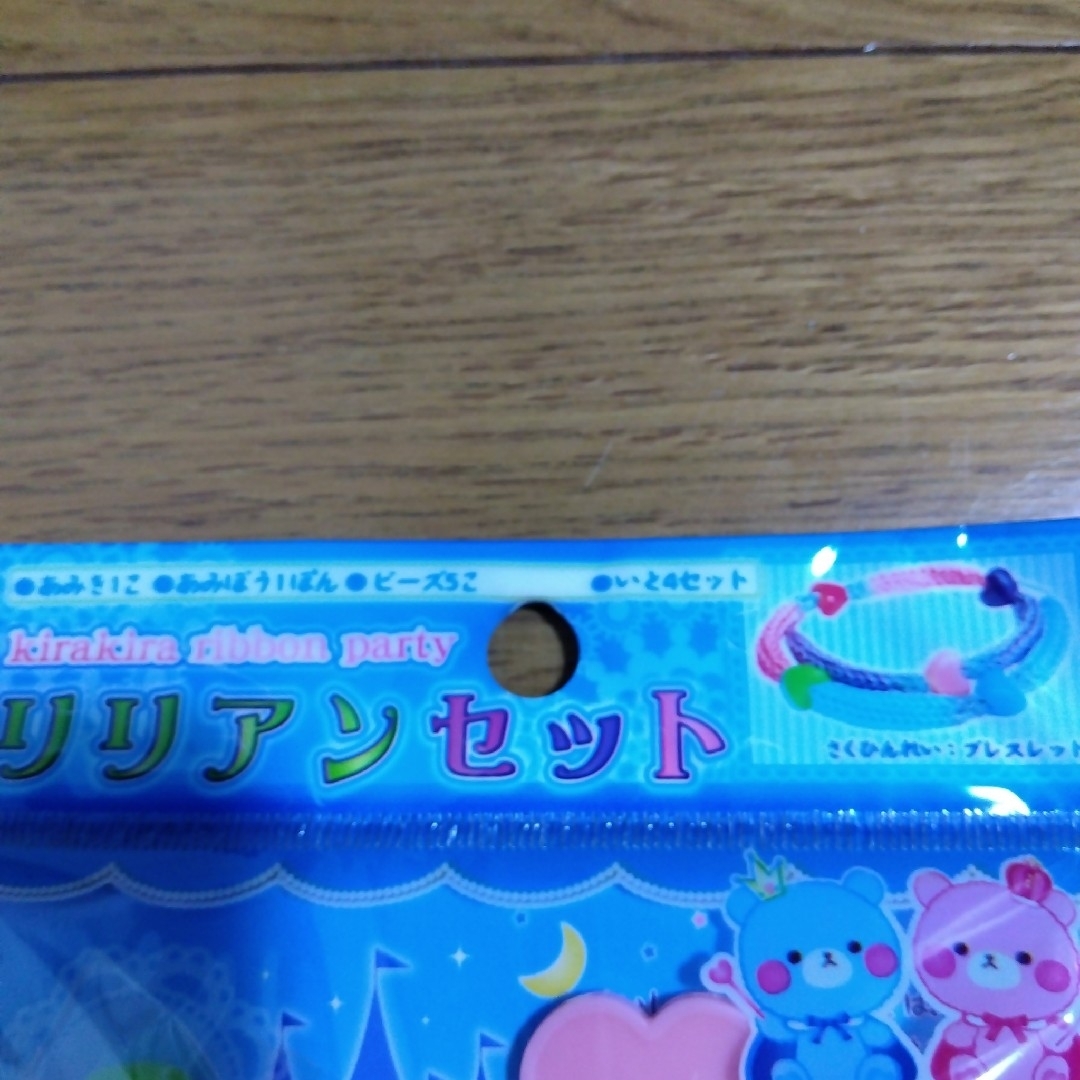 ●あみき1こ ●あみぼう1ぽん ●ビーズ5こ ●いと4セット
kirakira ribbon party
リリアンセット
さくひんれい:ブレスレット